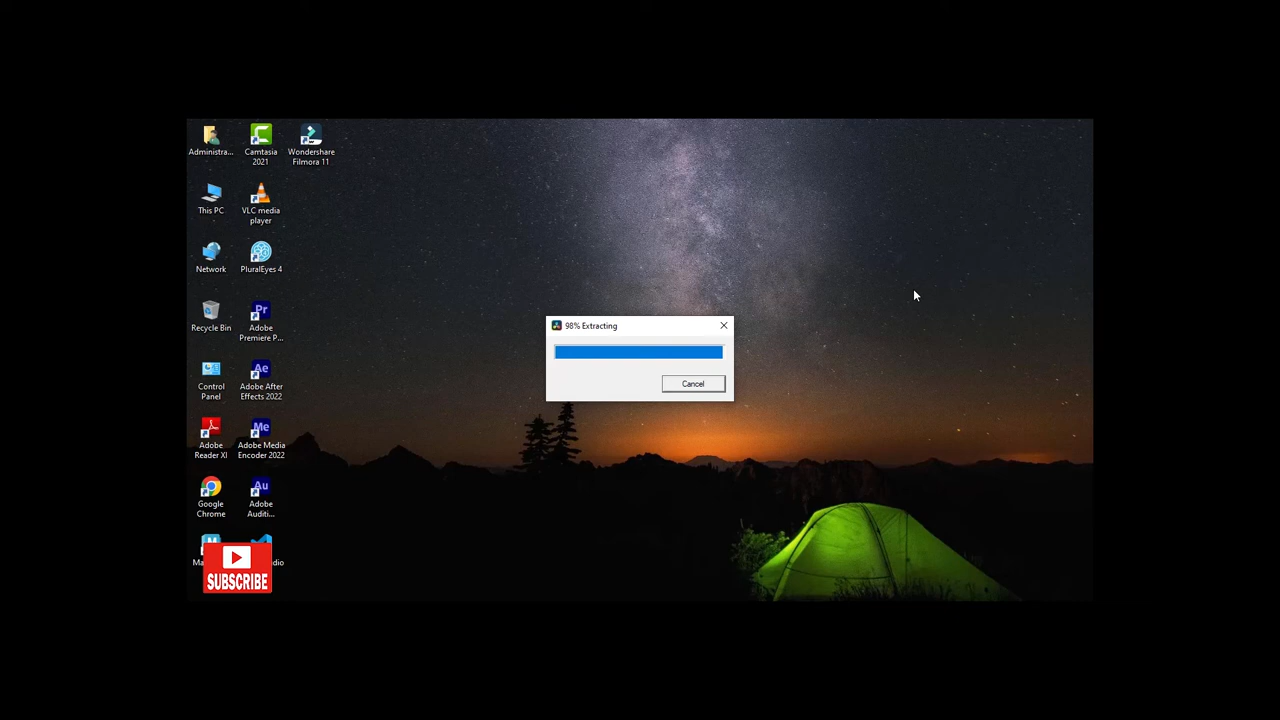 Administra...
Camtasia
2021
Wondershare
Filmora 11
This PC
VLC media
player
Network
PluralEyes 4
Recycle Bin
Adobe
Premiere P...
Control
Panel
Adobe After
Effects 2022
Adobe
Reader XI
Adobe Media
Encoder 2022
Google
Chrome
Adobe
Auditi...
98% Extracting
Cancel
SUBSCRIBE